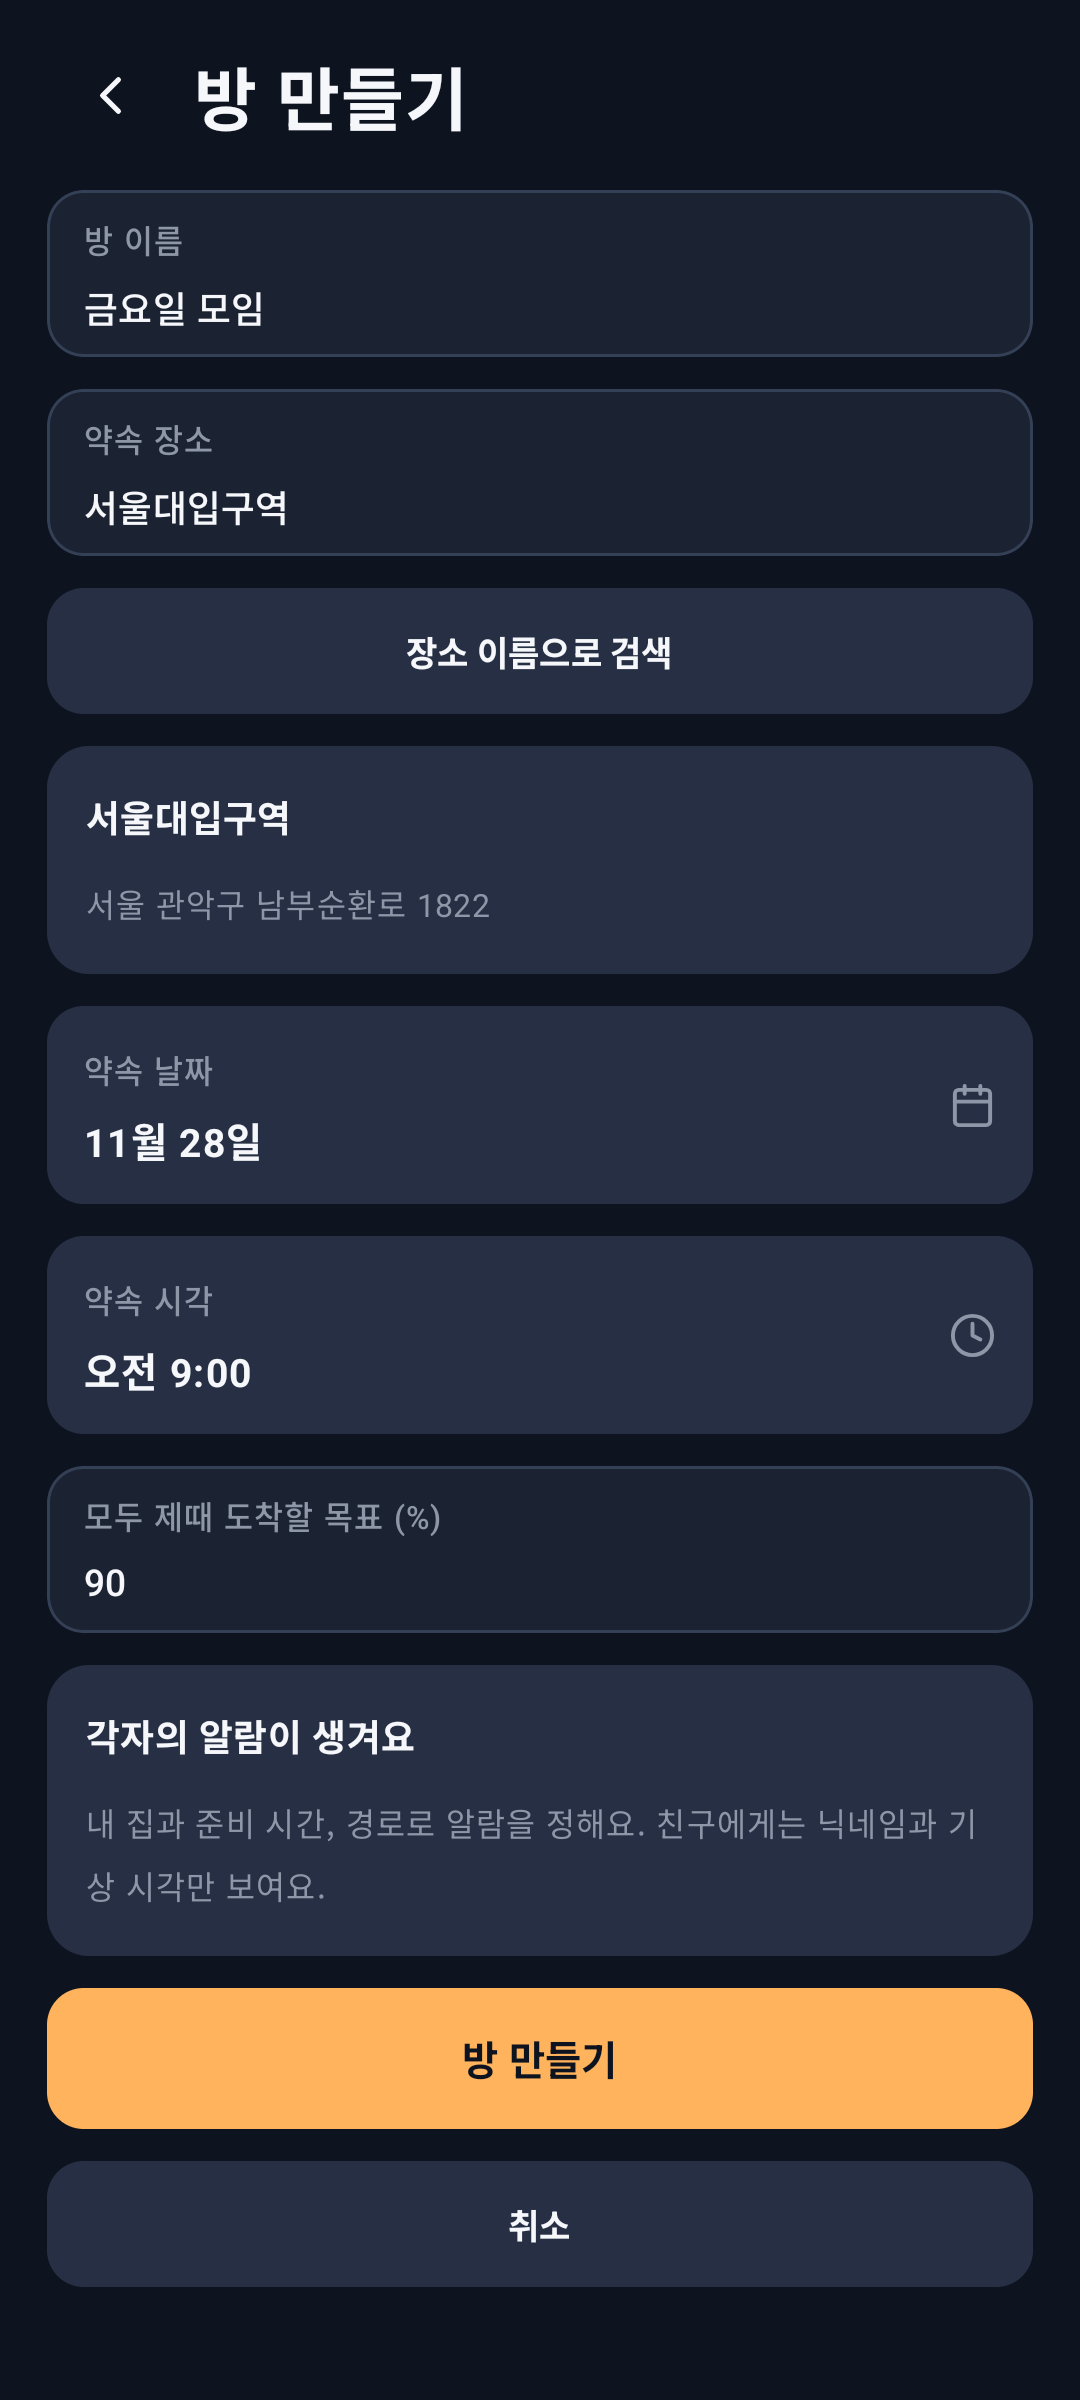 방 만들기
방 이름
금요일 모임
약속 장소
서울대입구역
장소 이름으로 검색
서울대입구역
서울 관악구 남부순환로 1822
약속 날짜
11월 28일
약속 시각
오전 9:00
모두 제때 도착할 목표 (%)
90
각자의 알람이 생겨요
내 집과 준비 시간, 경로로 알람을 정해요. 친구에게는 닉네임과 기
상 시각만 보여요.
방 만들기
취소